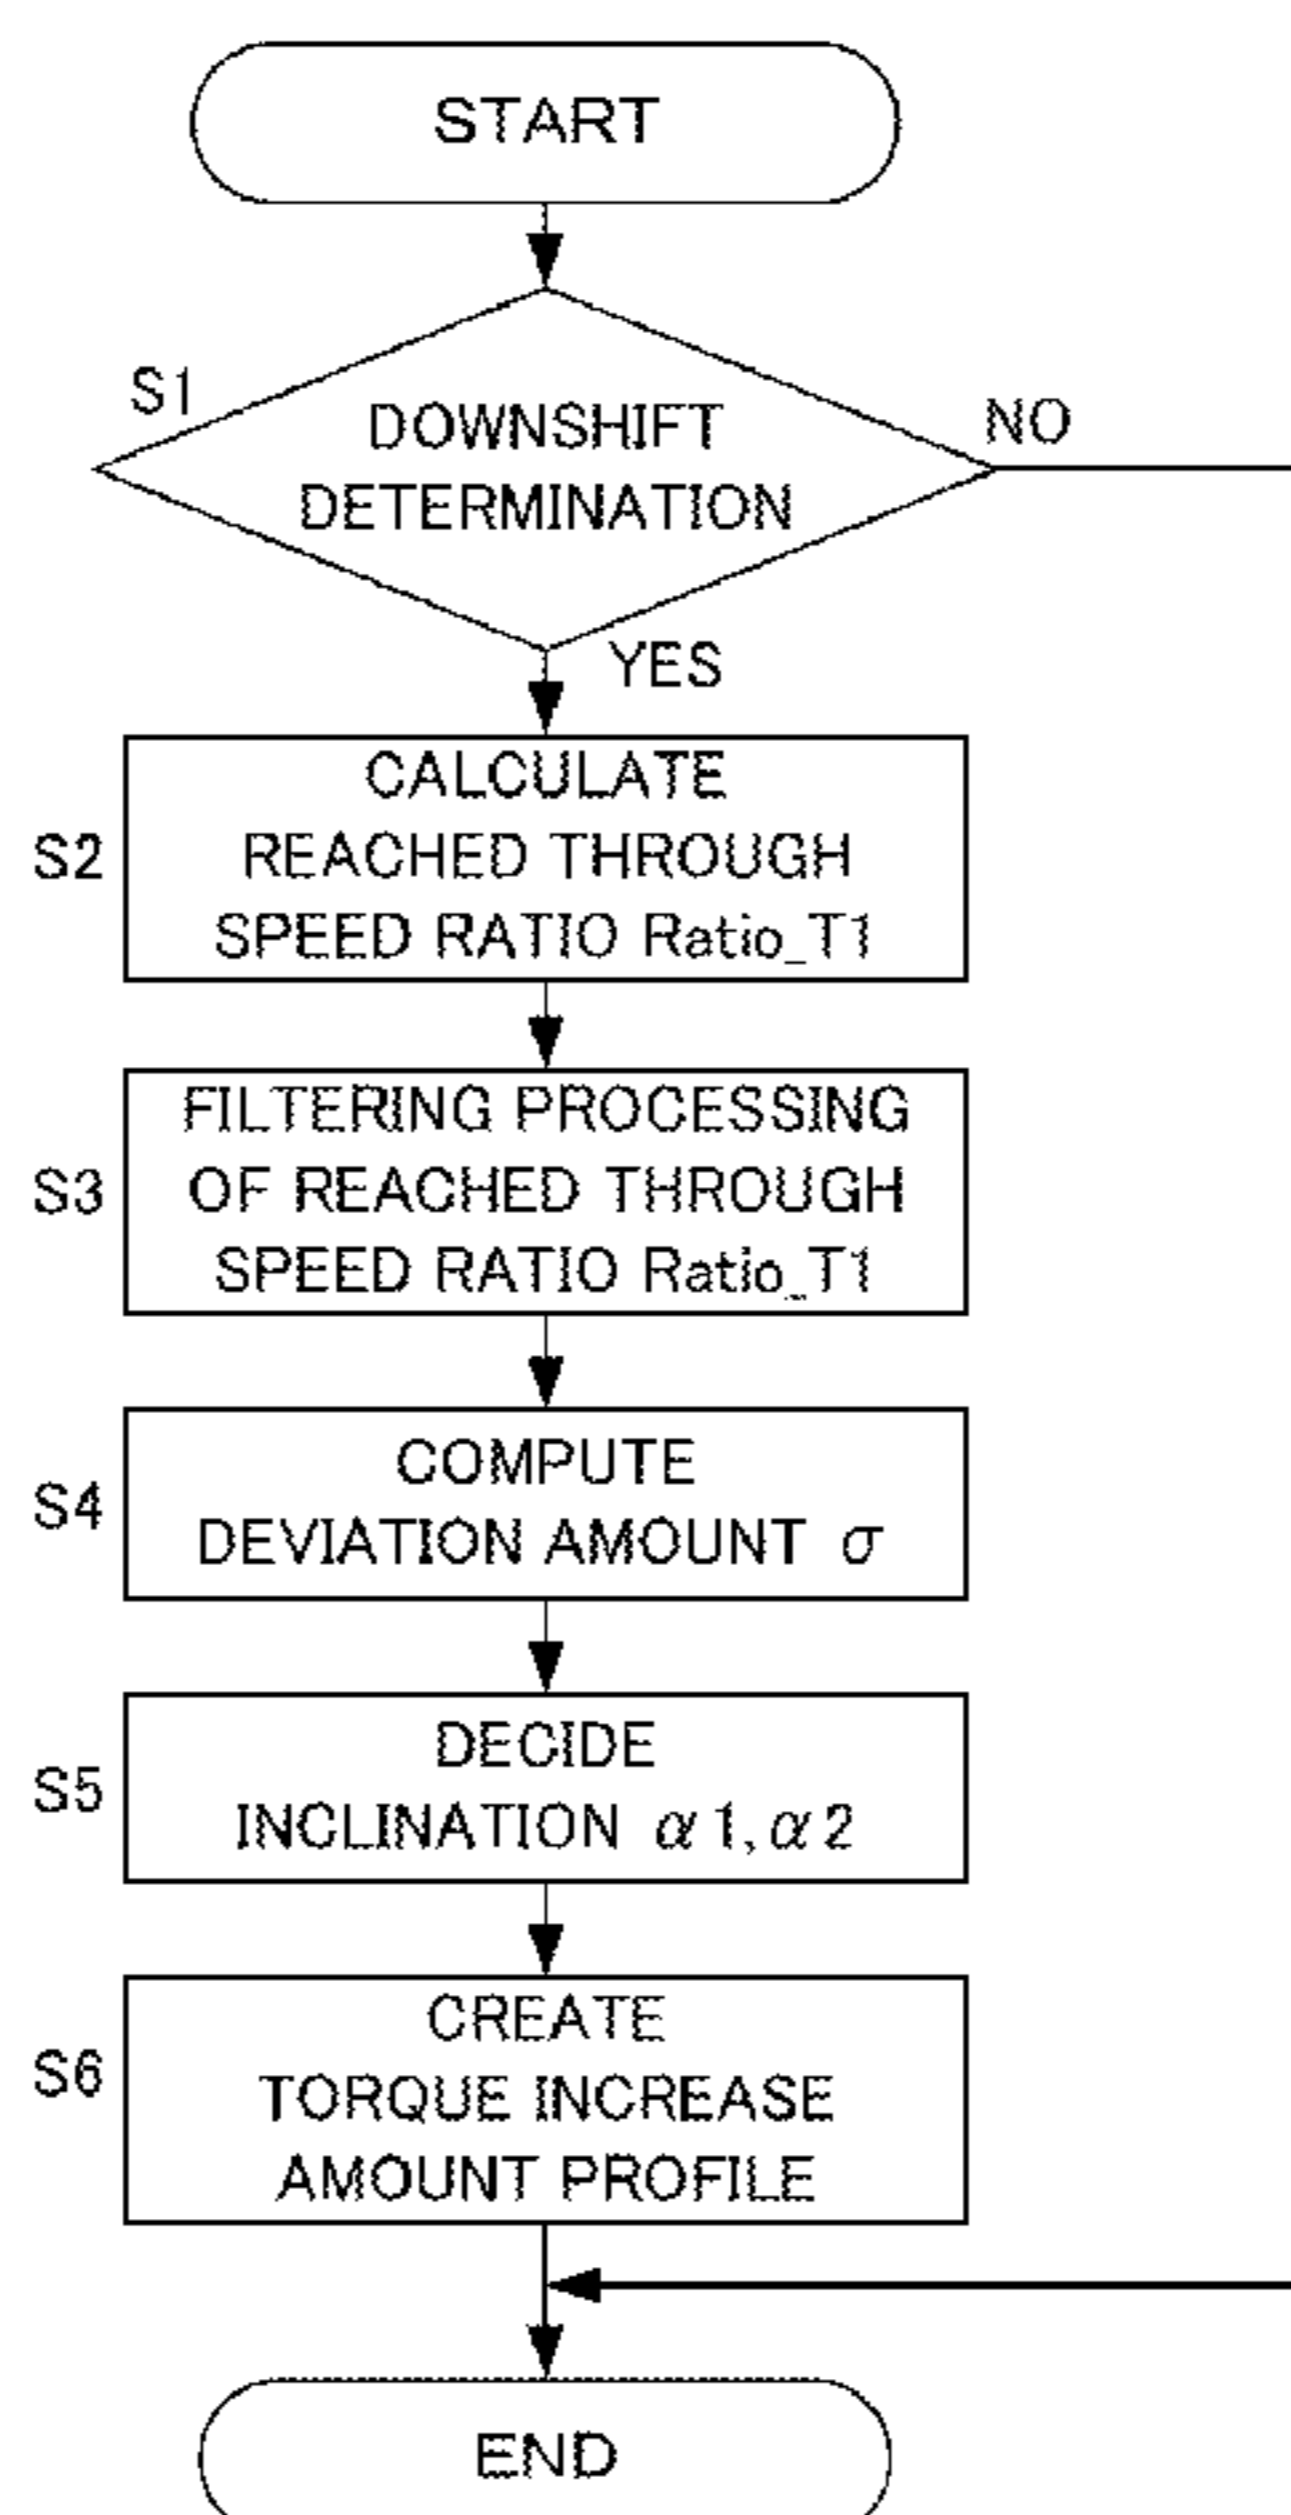 START
S1
DOWNSHIFT
DETERMINATION
NO
YES
S2
CALCULATE
REACHED THROUGH
SPEED RATIO Ratio_T1
S3
FILTERING PROCESSING
OF REACHED THROUGH
SPEED RATIO Ratio_T1
S4
COMPUTE
DEVIATION AMOUNT σ
S5
DECIDE
INCLINATION α1,α2
S6
CREATE
TORQUE INCREASE
AMOUNT PROFILE
END